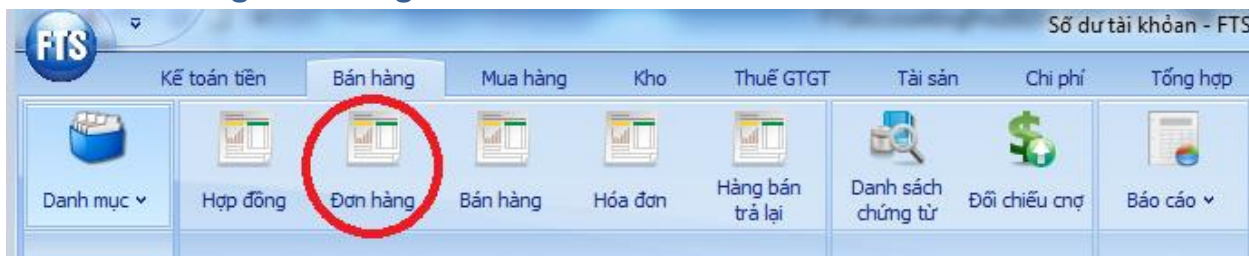 FTS
Số dư tài khỏan - FTS
Kế toán tiền Bán hàng Mua hàng Kho Thuế GTGT Tài sản Chi phí Tổng hợp
Danh mục Hợp đồng Đơn hàng Bán hàng Hóa đơn Hàng bán trả lại Danh sách chứng từ Đối chiếu cnợ Báo cáo